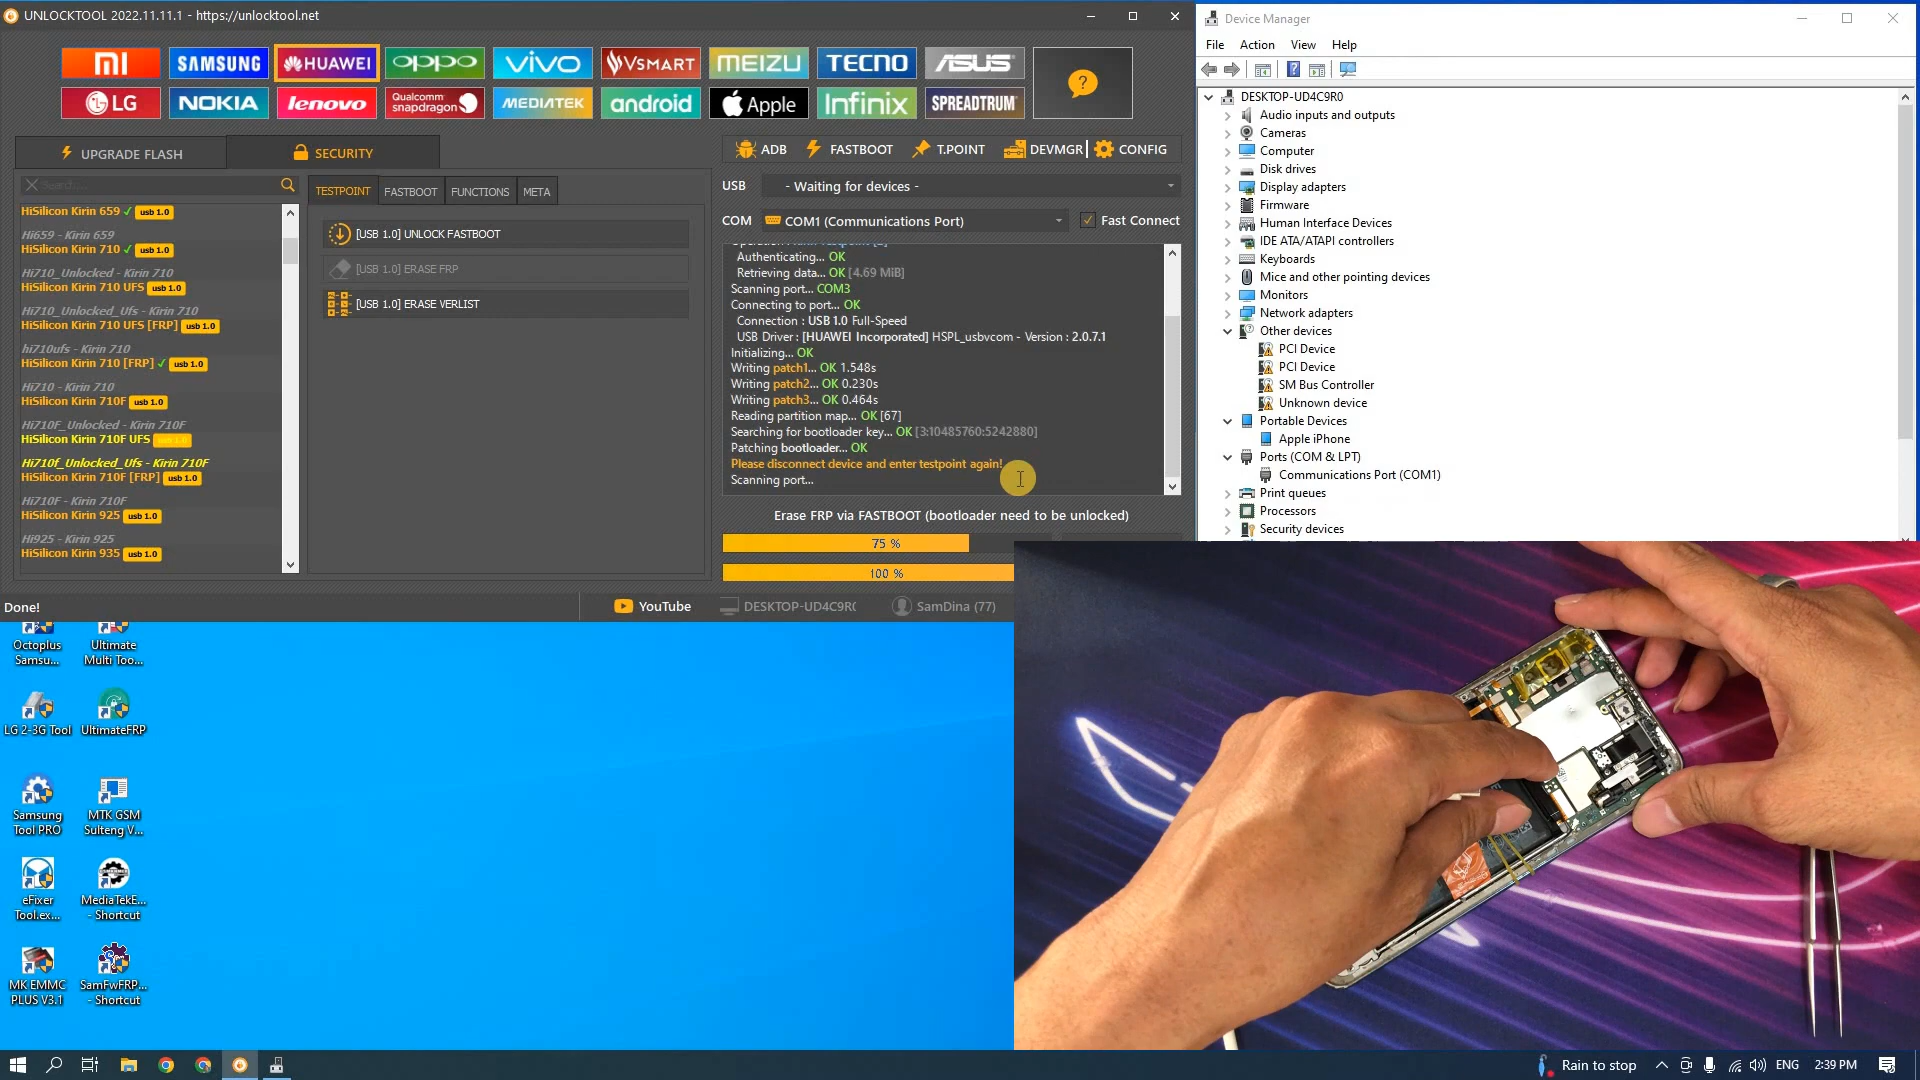 UNLOCKTOOL 2022.11.11.1 - https://unlocktool.net
mi
SAMSUNG
HUAWEI
oppo
vivo
VSMART
MEIZU
TECNO
ASUS
?
LG
NOKIA
lenovo
Qualcomm snapdragon
MEDIATEK
android
Apple
Infinix
SPREADTRUM
UPGRADE FLASH
SECURITY
ADB
FASTBOOT
T.POINT
DEVMGR
CONFIG
Search....
TESTPOINT
FASTBOOT
FUNCTIONS
META
USB
- Waiting for devices -
COM
COM1 (Communications Port)
Fast Connect
HiSilicon Kirin 659 ✓ usb 1.0
Hi659 - Kirin 659
HiSilicon Kirin 710 ✓ usb 1.0
Hi710_Unlocked - Kirin 710
HiSilicon Kirin 710 UFS usb 1.0
Hi710_Unlocked_Ufs - Kirin 710
HiSilicon Kirin 710 UFS [FRP] usb 1.0
hi710ufs - Kirin 710
HiSilicon Kirin 710 [FRP] ✓ usb 1.0
Hi710 - Kirin 710
HiSilicon Kirin 710F usb 1.0
Hi710F_Unlocked - Kirin 710F
HiSilicon Kirin 710F UFS usb 1.0
Hi710f_Unlocked_Ufs - Kirin 710F
HiSilicon Kirin 710F [FRP] usb 1.0
Hi710F - Kirin 710F
HiSilicon Kirin 925 usb 1.0
Hi925 - Kirin 925
HiSilicon Kirin 935 usb 1.0
[USB 1.0] UNLOCK FASTBOOT
[USB 1.0] ERASE FRP
[USB 1.0] ERASE VERLIST
Authenticating... OK
Retrieving data... OK [4.69 MiB]
Scanning port... COM3
Connecting to port... OK
Connection : USB 1.0 Full-Speed
USB Driver : [HUAWEI Incorporated] HSPL_usbvcom - Version : 2.0.7.1
Initializing... OK
Writing patch1... OK 1.548s
Writing patch2... OK 0.230s
Writing patch3... OK 0.464s
Reading partition map... OK [67]
Searching for bootloader key... OK [3:10485760:5242880]
Patching bootloader... OK
Please disconnect device and enter testpoint again!
Scanning port...
Erase FRP via FASTBOOT (bootloader need to be unlocked)
75 %
100 %
Done!
YouTube
DESKTOP-UD4C9R0
SamDina (77)
Device Manager
File
Action
View
Help
DESKTOP-UD4C9R0
Audio inputs and outputs
Cameras
Computer
Disk drives
Display adapters
Firmware
Human Interface Devices
IDE ATA/ATAPI controllers
Keyboards
Mice and other pointing devices
Monitors
Network adapters
Other devices
PCI Device
PCI Device
SM Bus Controller
Unknown device
Portable Devices
Apple iPhone
Ports (COM & LPT)
Communications Port (COM1)
Print queues
Processors
Security devices
Octoplus
Samsu...
Ultimate
Multi Too...
LG 2-3G Tool
UltimateFRP
Samsung
Tool PRO
MTK GSM
Sulteng V...
eFixer
Tool.ex...
MediaTekE...
- Shortcut
MK EMMC
PLUS V3.1
SamFwFRP...
- Shortcut
Rain to stop
ENG
2:39 PM